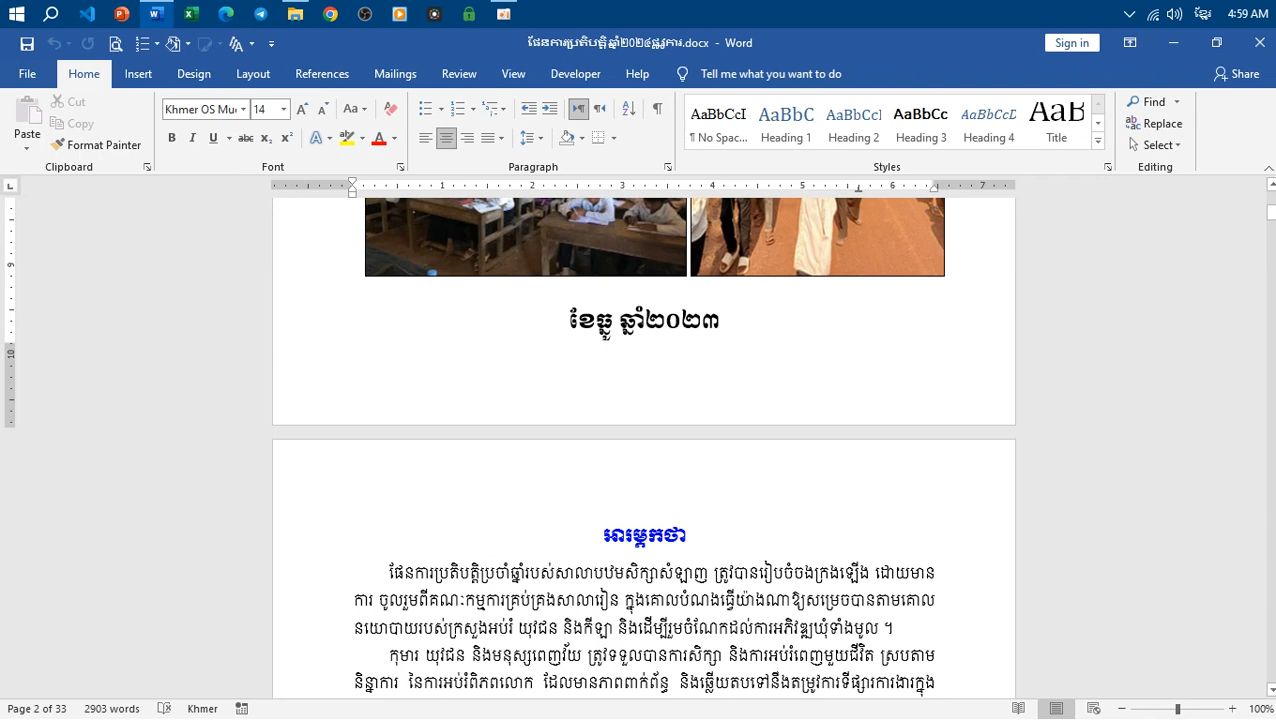 4:59 AM
ផែនការប្រតិបត្តិឆ្នាំ២០២៤ផ្លូវការ.docx - Word
Sign in
File Home Insert Design Layout References Mailings Review View Developer Help Tell me what you want to do Share
Paste
Cut
Copy
Format Painter
Clipboard
Khmer OS Mu 14
Font
Paragraph
AaBbCcI AaBbC AaBbCcl AaBbCc AaBbCcD AaB
¶ No Spac... Heading 1 Heading 2 Heading 3 Heading 4 Title
Styles
Find
Replace
Select
Editing
1 1 2 3 4 5 6 7
9
10
ខែធ្នូ ឆ្នាំ២០២៣
អារម្ភកថា
ផែនការប្រតិបត្តិប្រចាំឆ្នាំរបស់សាលាបឋមសិក្សាសំឡាញ ត្រូវបានរៀបចំចងក្រងឡើង ដោយមាន
ការ ចូលរួមពីគណៈកម្មការគ្រប់គ្រងសាលារៀន ក្នុងគោលបំណងធ្វើយ៉ាងណាឱ្យសម្រេចបានតាមគោល
នយោបាយរបស់ក្រសួងអប់រំ យុវជន និងកីឡា និងដើម្បីរួមចំណែកដល់ការអភិវឌ្ឍឃុំទាំងមូល ។
កុមារ យុវជន និងមនុស្សពេញវ័យ ត្រូវទទួលបានការសិក្សា និងការអប់រំពេញមួយជីវិត ស្របតាម
និន្នាការ នៃការអប់រំពិភពលោក ដែលមានភាពពាក់ព័ន្ធ និងឆ្លើយតបទៅនឹងតម្រូវការទីផ្សារការងារក្នុង
Page 2 of 33 2903 words Khmer 100%